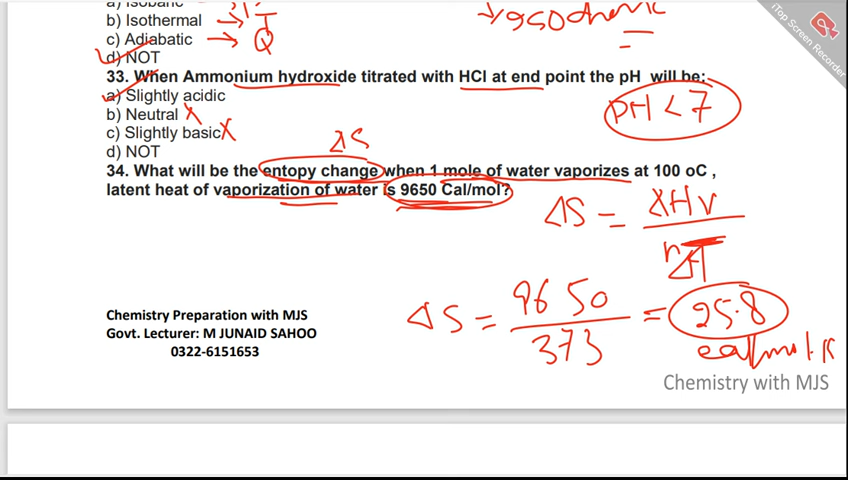 b) Isothermal → T
Isothermic
c) Adiabatic → Q
d) NOT
33. When Ammonium hydroxide titrated with HCl at end point the pH will be:
a) Slightly acidic
pH < 7
b) Neutral X
c) Slightly basic X
d) NOT
ΔS
34. What will be the entopy change when 1 mole of water vaporizes at 100 oC ,
latent heat of vaporization of water is 9650 Cal/mol?
ΔS =
ΔS = 9650 / 373 = 25.8
cal/mol.K
Chemistry Preparation with MJS
Govt. Lecturer: M JUNAID SAHOO
0322-6151653
Chemistry with MJS
iTop Screen Recorder